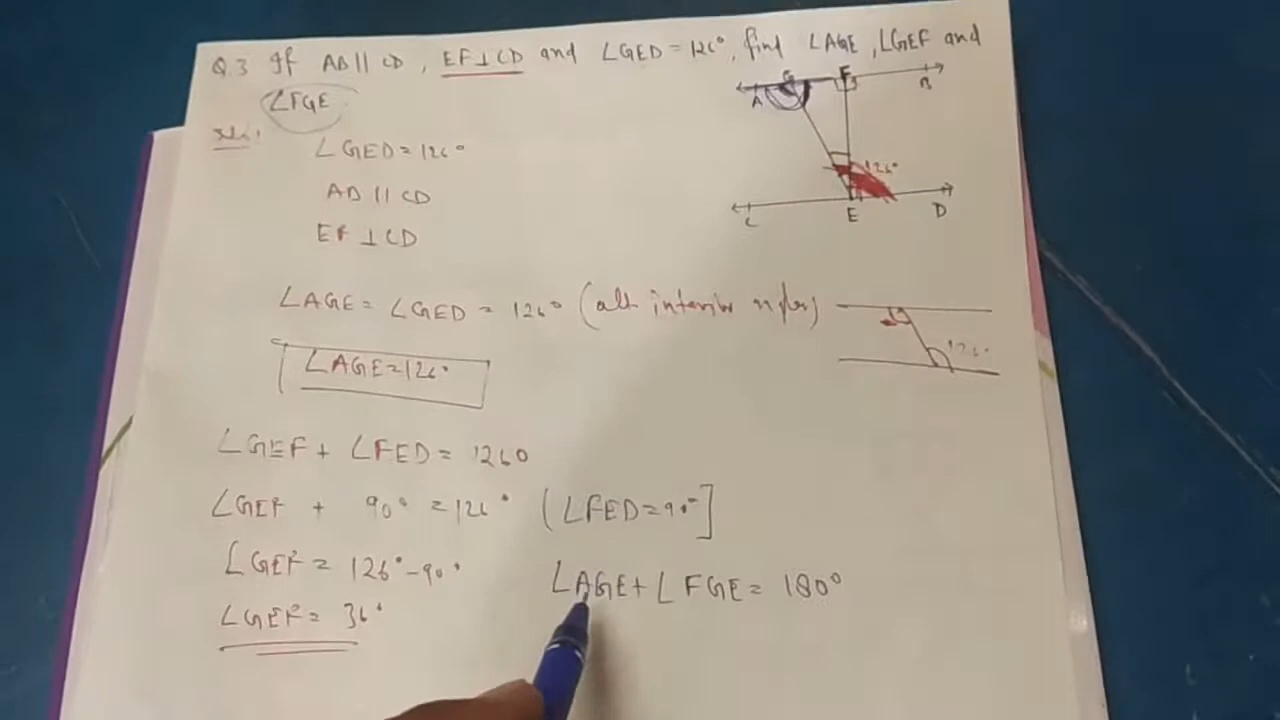 Q.3 If AB || CD, EF ⊥ CD and ∠GED = 126°, find ∠AGE, ∠GEF and
∠FGE.
Sol:
∠GED = 126°
AB || CD
EF ⊥ CD
A G F B
126°
C E D
∠AGE = ∠GED = 126° (alt interior angles)
126°
∠AGE = 126°
∠GEF + ∠FED = 1260
∠GEF + 90° = 126° (∠FED = 90°]
∠GEF = 126° - 90°
∠GEF = 36°
∠AGE + ∠FGE = 180°